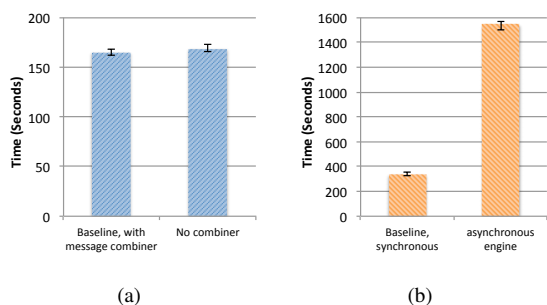 200
150
100
50
0
Time (Seconds)
Baseline, with
message combiner
No combiner
(a)
1600
1400
1200
1000
800
600
400
200
0
Time (Seconds)
Baseline,
synchronous
asynchronous
engine
(b)